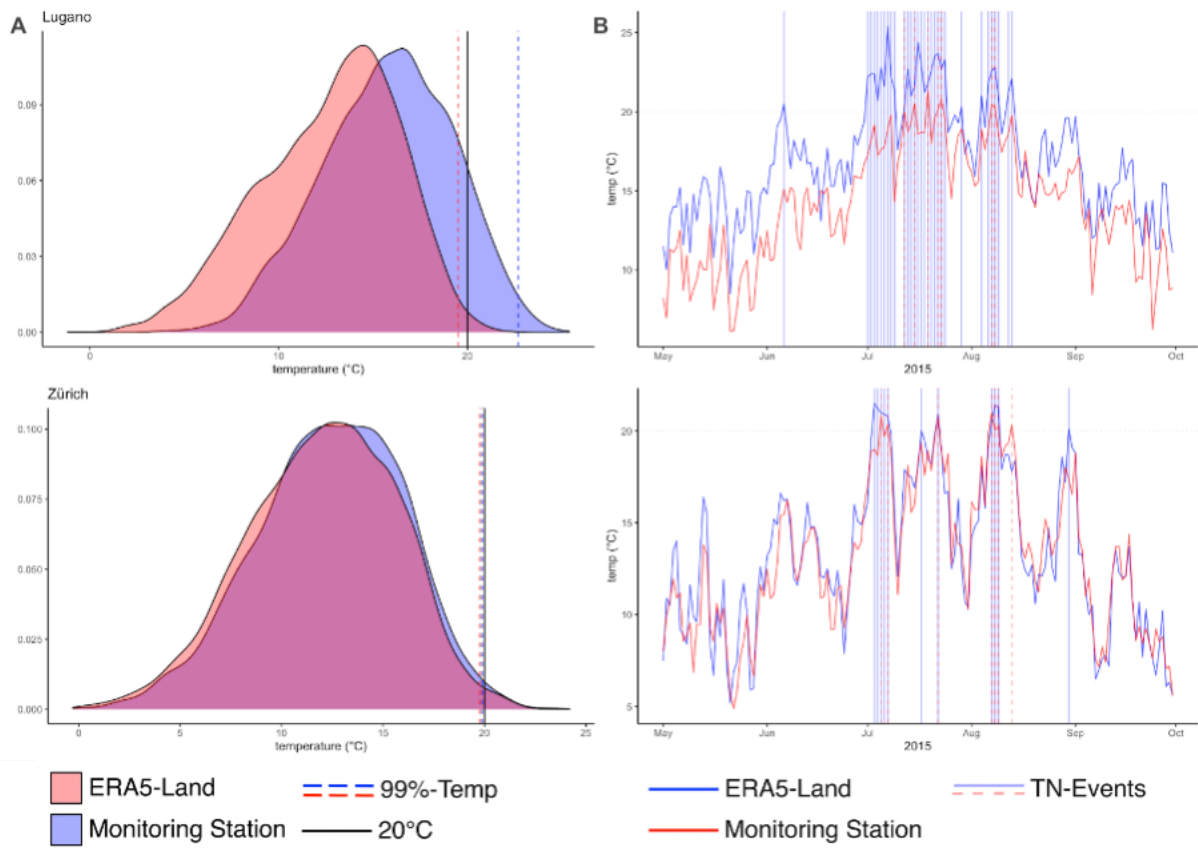 A
Lugano
0.09
0.06
0.03
0.00
0
10
20
temperature (°C)
B
25
20
15
10
temp (°C)
May
Jun
Jul
Aug
Sep
Oct
2015
Zürich
0.100
0.075
0.050
0.025
0.000
0
5
10
15
20
25
temperature (°C)
20
15
10
5
temp (°C)
May
Jun
Jul
Aug
Sep
Oct
2015
ERA5-Land
99%-Temp
Monitoring Station
20°C
ERA5-Land
TN-Events
Monitoring Station